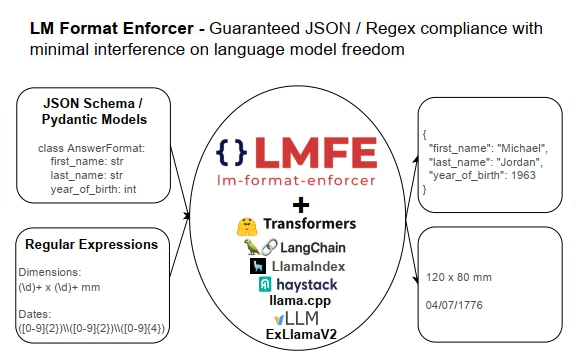 LM Format Enforcer - Guaranteed JSON / Regex compliance with
minimal interference on language model freedom
JSON Schema /
Pydantic Models
class AnswerFormat:
first_name: str
last_name: str
year_of_birth: int
Regular Expressions
Dimensions:
(\d)+ x (\d)+ mm
Dates:
([0-9]{2})\\([0-9]{2})\\([0-9]{4})
{} LMFE
lm-format-enforcer
+
Transformers
LangChain
LlamaIndex
haystack
llama.cpp
vLLM
ExLlamaV2
{
"first_name": "Michael",
"last_name": "Jordan",
"year_of_birth": 1963
}
120 x 80 mm
04/07/1776